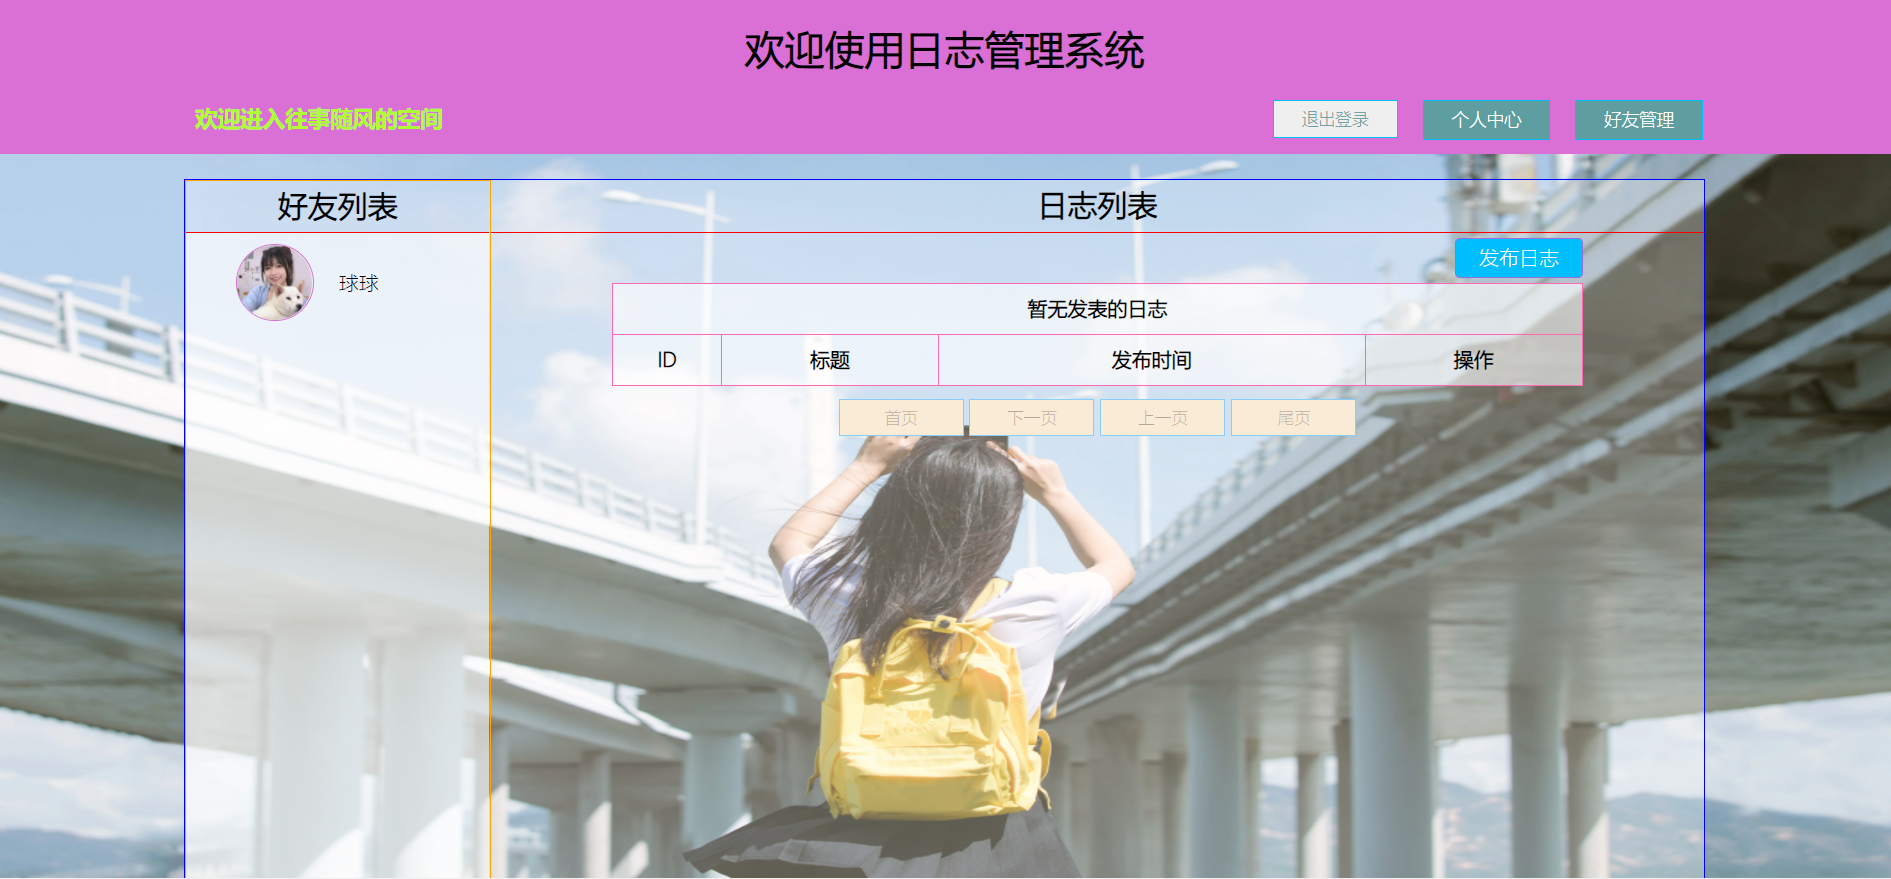 欢迎使用日志管理系统
欢迎进入往事随风的空间
退出登录 个人中心 好友管理
好友列表
日志列表
球球
发布日志
暂无发表的日志
ID 标题 发布时间 操作
首页 下一页 上一页 尾页